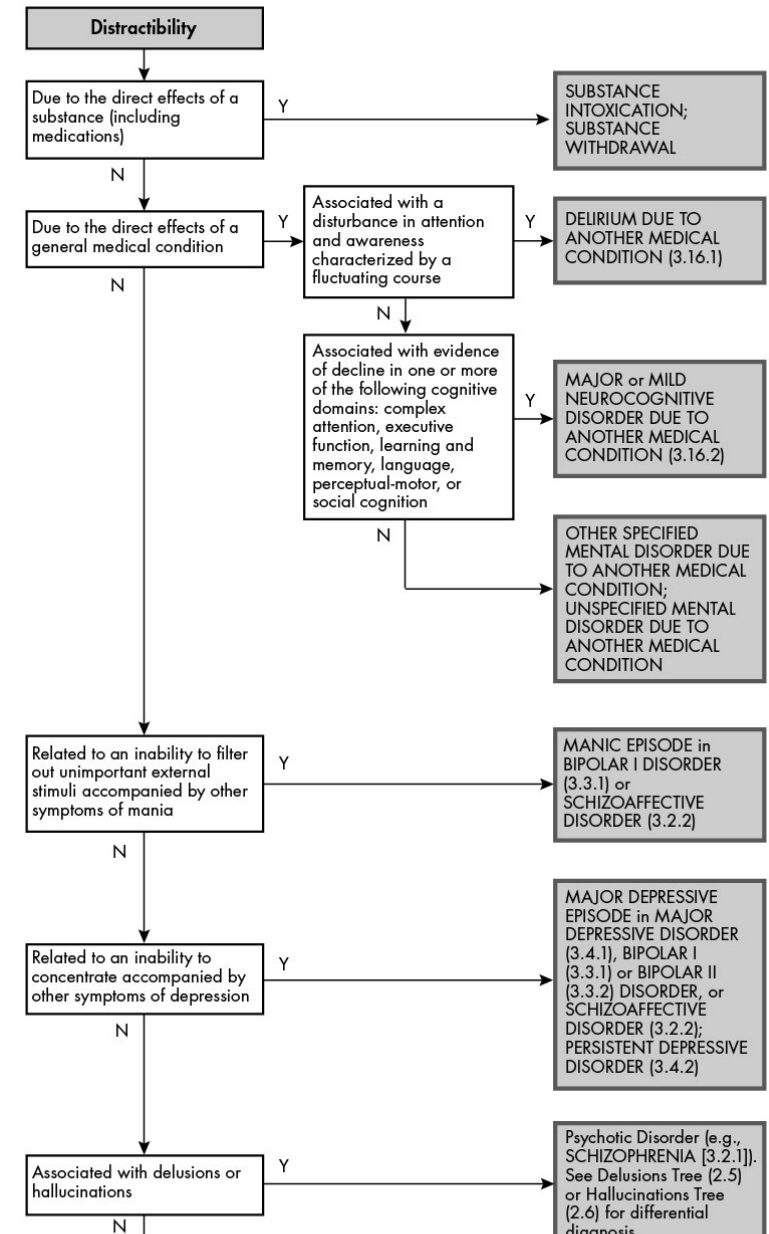 Distractibility
Due to the direct effects of a
substance (including
medications)
Y
SUBSTANCE
INTOXICATION;
SUBSTANCE
WITHDRAWAL
N
Due to the direct effects of a
general medical condition
Y
Associated with a
disturbance in attention
and awareness
characterized by a
fluctuating course
Y
DELIRIUM DUE TO
ANOTHER MEDICAL
CONDITION (3.16.1)
N
N
Associated with evidence
of decline in one or more
of the following cognitive
domains: complex
attention, executive
function, learning and
memory, language,
perceptual-motor, or
social cognition
Y
MAJOR or MILD
NEUROCOGNITIVE
DISORDER DUE TO
ANOTHER MEDICAL
CONDITION (3.16.2)
N
OTHER SPECIFIED
MENTAL DISORDER DUE
TO ANOTHER MEDICAL
CONDITION;
UNSPECIFIED MENTAL
DISORDER DUE TO
ANOTHER MEDICAL
CONDITION
Related to an inability to filter
out unimportant external
stimuli accompanied by other
symptoms of mania
Y
MANIC EPISODE in
BIPOLAR I DISORDER
(3.3.1) or
SCHIZOAFFECTIVE
DISORDER (3.2.2)
N
Related to an inability to
concentrate accompanied by
other symptoms of depression
Y
MAJOR DEPRESSIVE
EPISODE in MAJOR
DEPRESSIVE DISORDER
(3.4.1), BIPOLAR I
(3.3.1) or BIPOLAR II
(3.3.2) DISORDER, or
SCHIZOAFFECTIVE
DISORDER (3.2.2);
PERSISTENT DEPRESSIVE
DISORDER (3.4.2)
N
Associated with delusions or
hallucinations
Y
Psychotic Disorder (e.g.,
SCHIZOPHRENIA [3.2.1]).
See Delusions Tree (2.5)
or Hallucinations Tree
(2.6) for differential
diagnosis
N